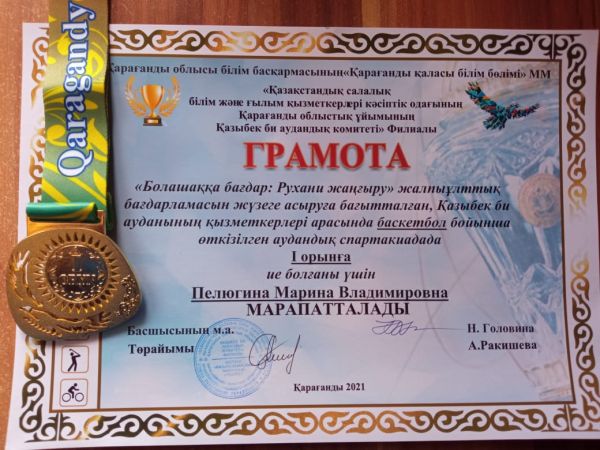 Qaragandy
Қарағанды облысы білім басқармасының«Қарағанды қаласы білім бөлімі» ММ
«Қазақстандық салалық
білім және ғылым қызметкерлері кәсіптік одағының
Қарағанды облыстық ұйымының
Қазыбек би аудандық комитеті» Филиалы
ГРАМОТА
«Болашаққа бағдар: Рухани жаңғыру» жалпыұлттық
бағдарламасын жүзеге асыруға бағытталған, Қазыбек би
ауданының қызметкерлері арасында баскетбол бойынша
өткізілген аудандық спартакиадада
I орынға
ие болғаны үшін
Пелюгина Марина Владимировна
МАРАПАТТАЛАДЫ
Басшысының м.а. Н. Головина
Төрайымы А.Ракишева
Қарағанды 2021